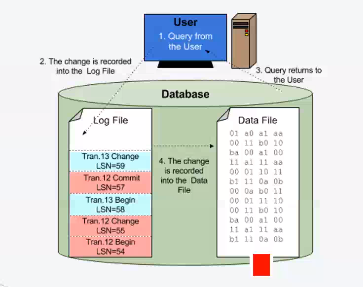 User
1. Query from
the User
2. The change is recorded
into the Log File
3. Query returns to
the User
Database
Log File
Tran.13 Change
LSN=59
Tran.12 Commit
LSN=57
Tran.13 Begin
LSN=58
Tran.12 Change
LSN=55
Tran.12 Begin
LSN=54
4. The change
is recorded
into the Data
File
Data File
01 a0 a1 aa
00 11 b0 10
ba 00 a1 00
11 a1 11 aa
00 01 10 11
b1 11 0a 0b
00 0a b0 11
00 01 11 10
00 11 b0 10
ba 00 a1 00
11 a1 11 aa
b1 11 0a 0b